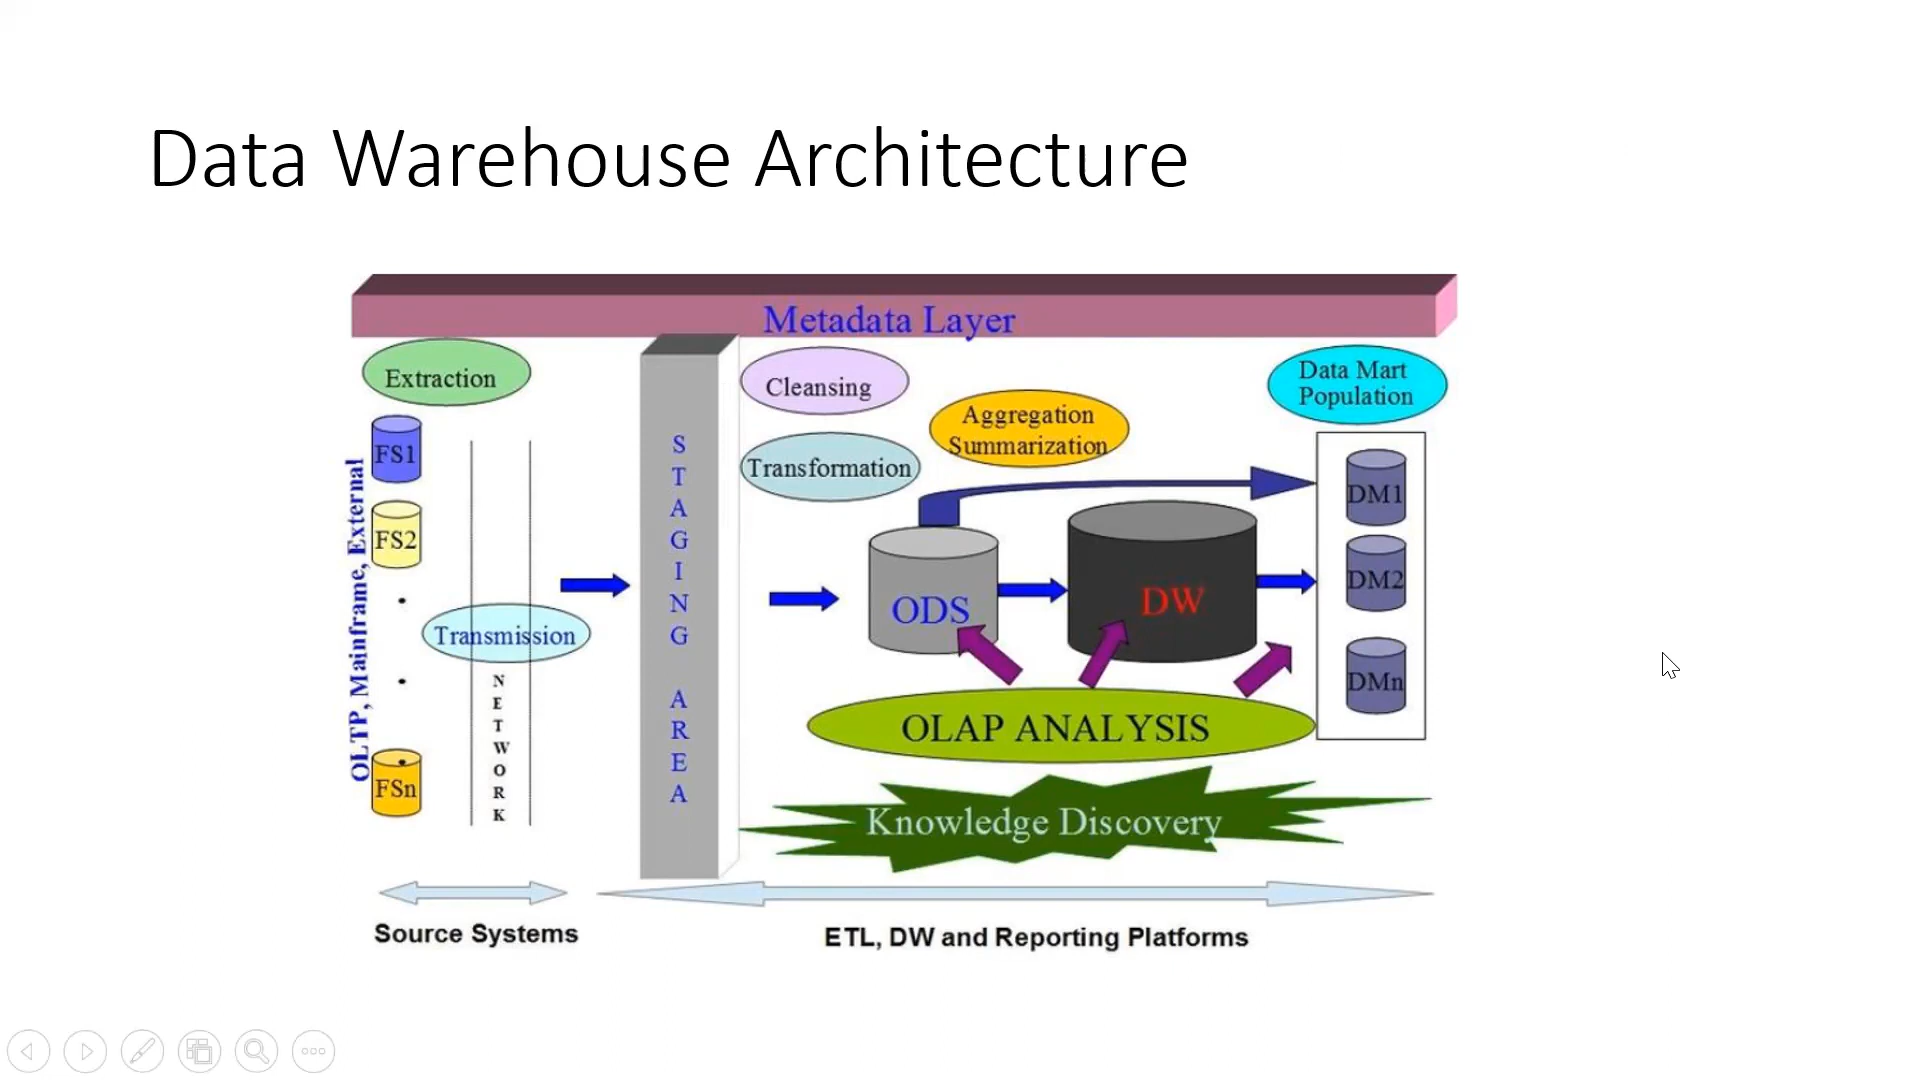 Data Warehouse Architecture
Metadata Layer
Extraction
Cleansing
Data Mart
Population
Aggregation
Summarization
Transformation
OLTP, Mainframe, External
FS1
FS2
FSn
Transmission
NETWORK
STAGING AREA
ODS
DW
DM1
DM2
DMn
OLAP ANALYSIS
Knowledge Discovery
Source Systems
ETL, DW and Reporting Platforms